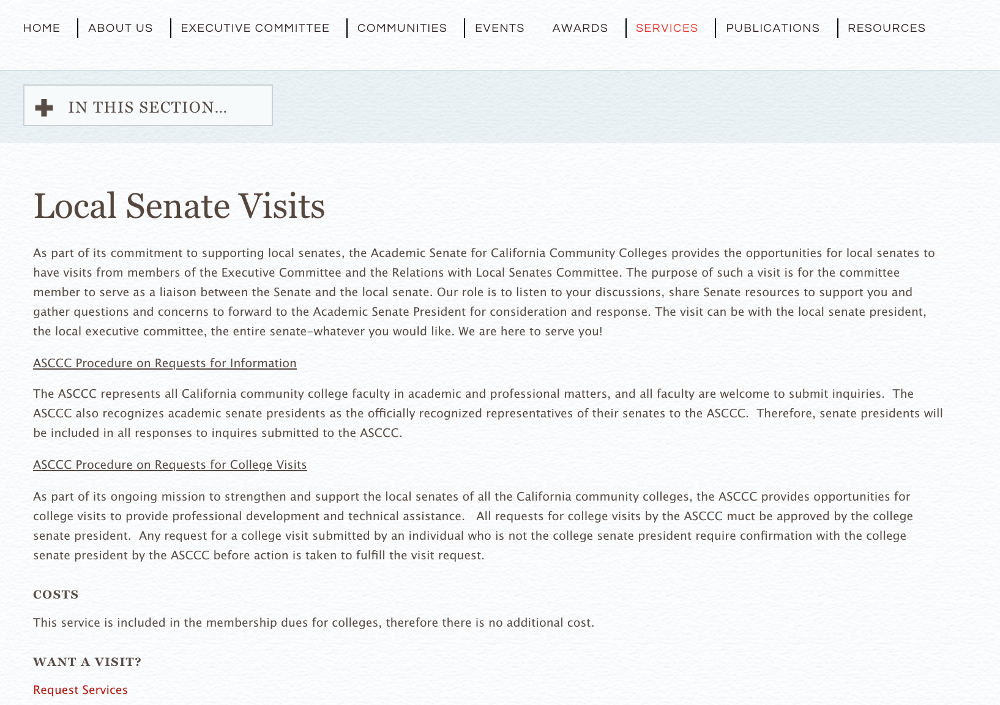 HOME ABOUT US EXECUTIVE COMMITTEE COMMUNITIES EVENTS AWARDS SERVICES PUBLICATIONS RESOURCES
IN THIS SECTION...
Local Senate Visits
As part of its commitment to supporting local senates, the Academic Senate for California Community Colleges provides the opportunities for local senates to
have visits from members of the Executive Committee and the Relations with Local Senates Committee. The purpose of such a visit is for the committee
member to serve as a liaison between the Senate and the local senate. Our role is to listen to your discussions, share Senate resources to support you and
gather questions and concerns to forward to the Academic Senate President for consideration and response. The visit can be with the local senate president,
the local executive committee, the entire senate–whatever you would like. We are here to serve you!
ASCCC Procedure on Requests for Information
The ASCCC represents all California community college faculty in academic and professional matters, and all faculty are welcome to submit inquiries.  The
ASCCC also recognizes academic senate presidents as the officially recognized representatives of their senates to the ASCCC.  Therefore, senate presidents will
be included in all responses to inquires submitted to the ASCCC.
ASCCC Procedure on Requests for College Visits
As part of its ongoing mission to strengthen and support the local senates of all the California community colleges, the ASCCC provides opportunities for
college visits to provide professional development and technical assistance.   All requests for college visits by the ASCCC muct be approved by the college
senate president.  Any request for a college visit submitted by an individual who is not the college senate president require confirmation with the college
senate president by the ASCCC before action is taken to fulfill the visit request.
COSTS
This service is included in the membership dues for colleges, therefore there is no additional cost.
WANT A VISIT?
Request Services